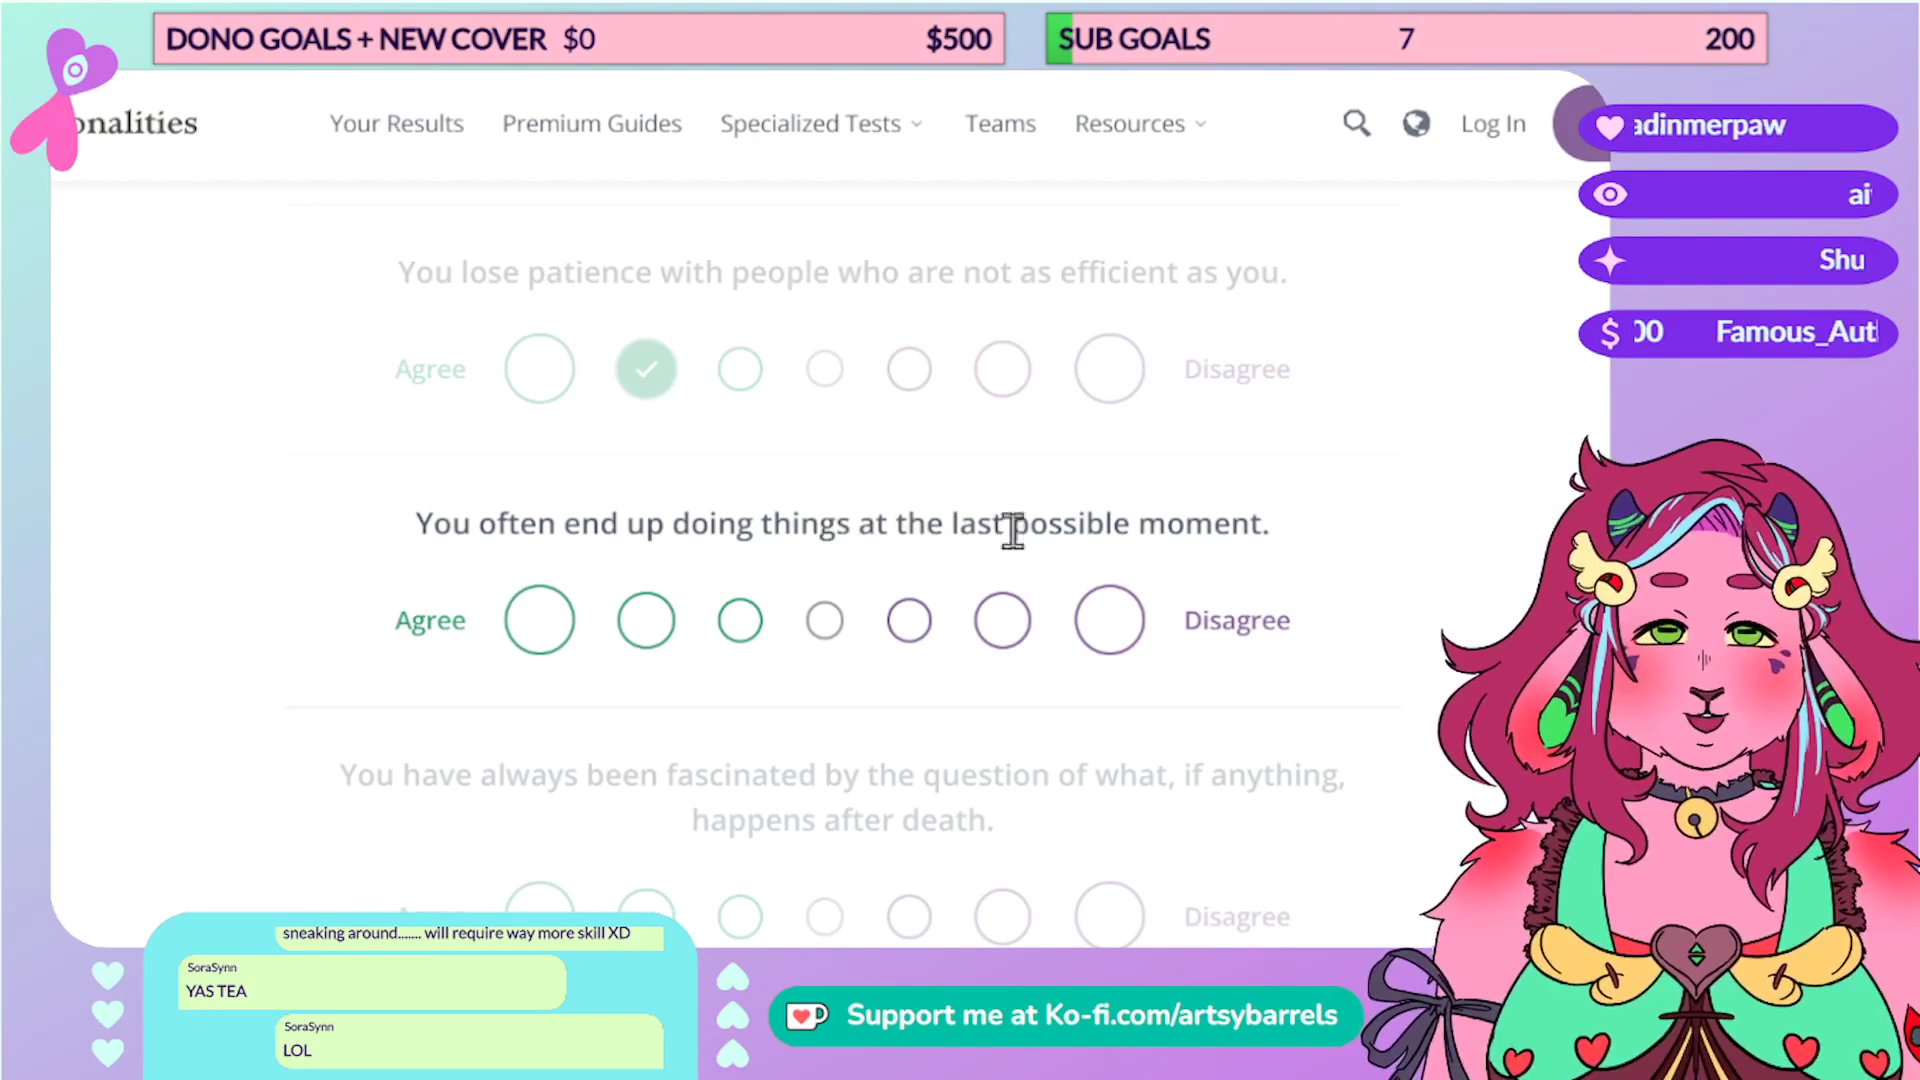 DONO GOALS + NEW COVER $0 $500
SUB GOALS 7 200
onalities Your Results Premium Guides Specialized Tests Teams Resources Log In
adinmerpaw
ai
Shu
$ 00 Famous_Aut
You lose patience with people who are not as efficient as you.
Agree Disagree
You often end up doing things at the last possible moment.
Agree Disagree
You have always been fascinated by the question of what, if anything,
happens after death.
Disagree
sneaking around....... will require way more skill XD
SoraSynn
YAS TEA
SoraSynn
LOL
Support me at Ko-fi.com/artsybarrels